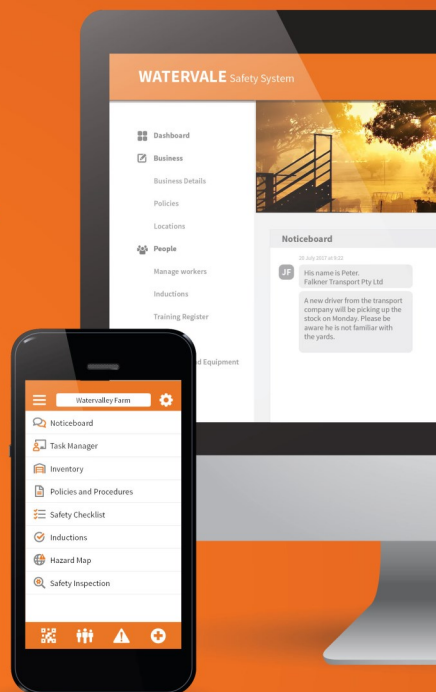 WATERVALE Safety System
Dashboard
Business
Business Details
Policies
Locations
People
Manage workers
Inductions
Training Register
d Equipment
Noticeboard
20 July 2017 at 9:22
JF
His name is Peter.
Falkner Transport Pty Ltd
A new driver from the transport
company will be picking up the
stock on Monday. Please be
aware he is not familiar with
the yards.
Watervalley Farm
Noticeboard
Task Manager
Inventory
Policies and Procedures
Safety Checklist
Inductions
Hazard Map
Safety Inspection